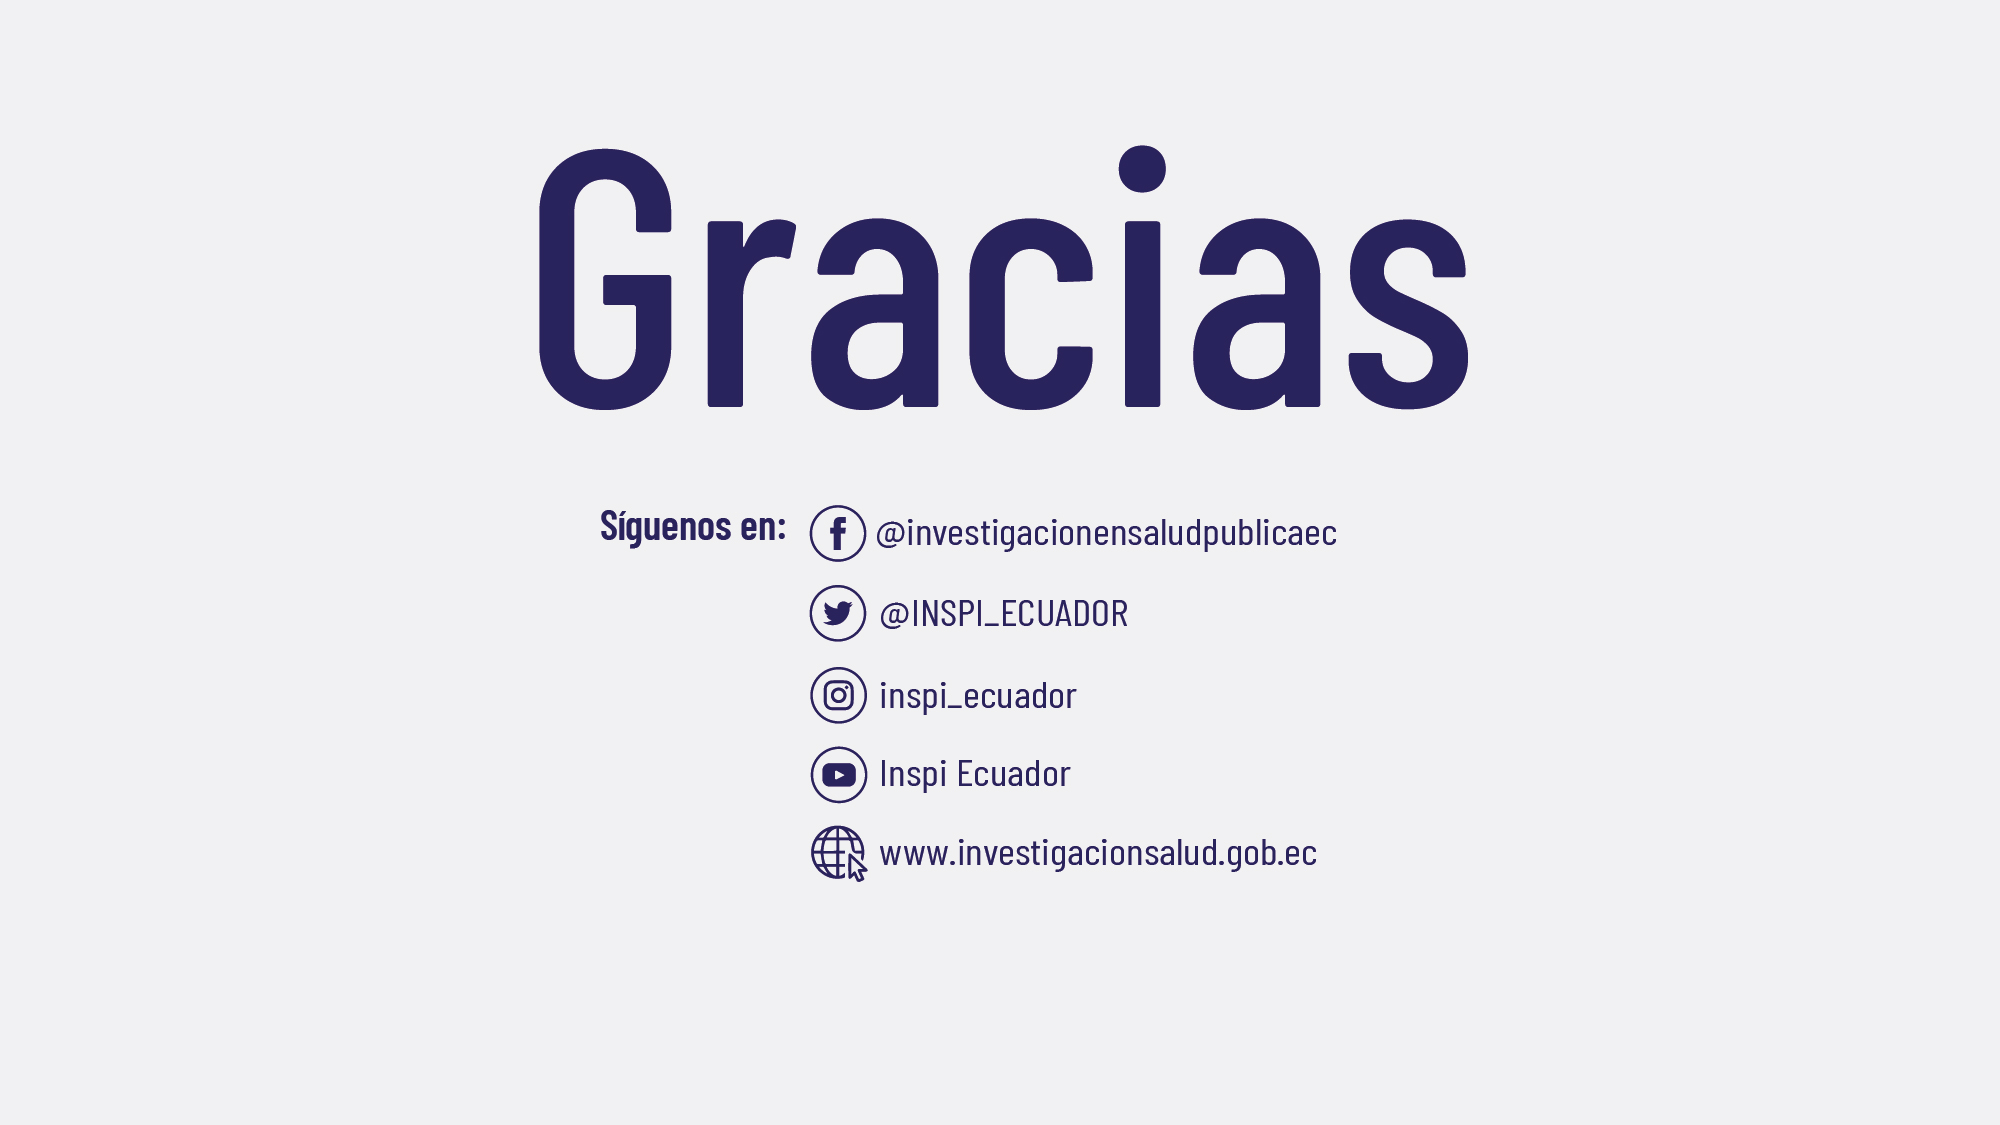 Gracias
Síguenos en: @investigacionensaludpublicaec
@INSPI_ECUADOR
inspi_ecuador
Inspi Ecuador
www.investigacionsalud.gob.ec